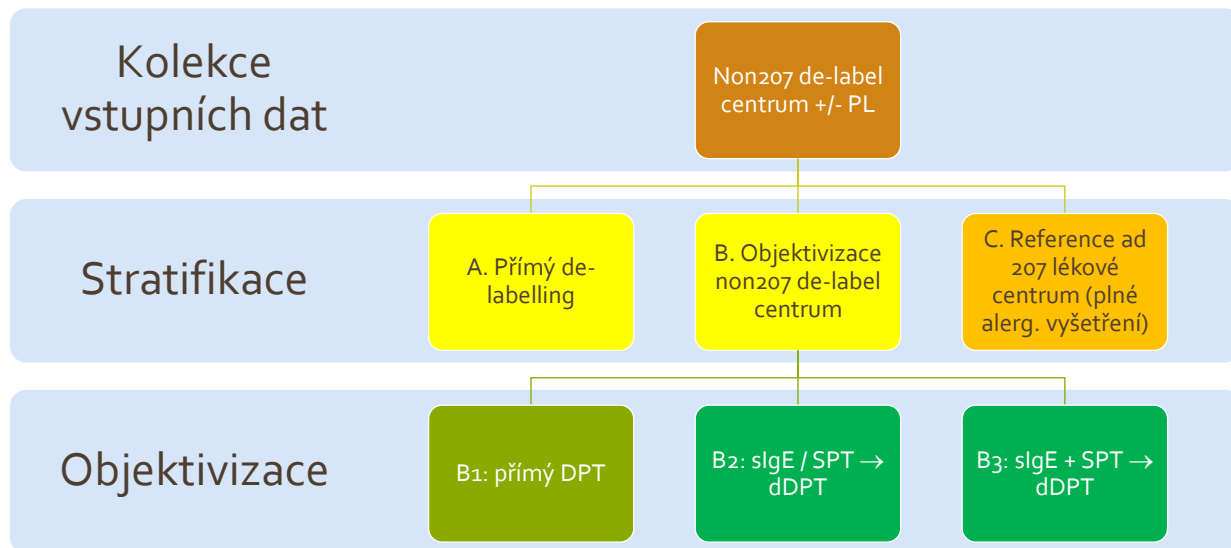 Kolekce
vstupních dat
Non207 de-label
centrum +/- PL
Stratifikace
A. Přímý de-
labelling
B. Objektivizace
non207 de-label
centrum
C. Reference ad
207 lékové
centrum (plné
alerg. vyšetření)
Objektivizace
B1: přímý DPT
B2: sIgE / SPT →
dDPT
B3: sIgE + SPT →
dDPT